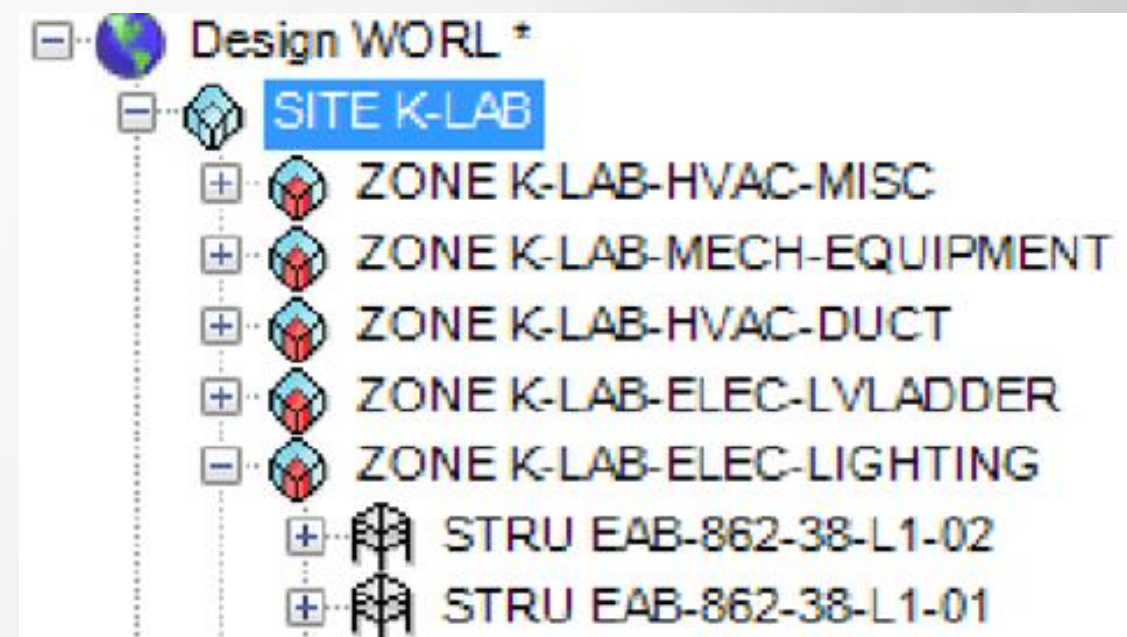 Design WORL *
SITE K-LAB
ZONE K-LAB-HVAC-MISC
ZONE K-LAB-MECH-EQUIPMENT
ZONE K-LAB-HVAC-DUCT
ZONE K-LAB-ELEC-LVLADDER
ZONE K-LAB-ELEC-LIGHTING
STRU EAB-862-38-L1-02
STRU EAB-862-38-L1-01